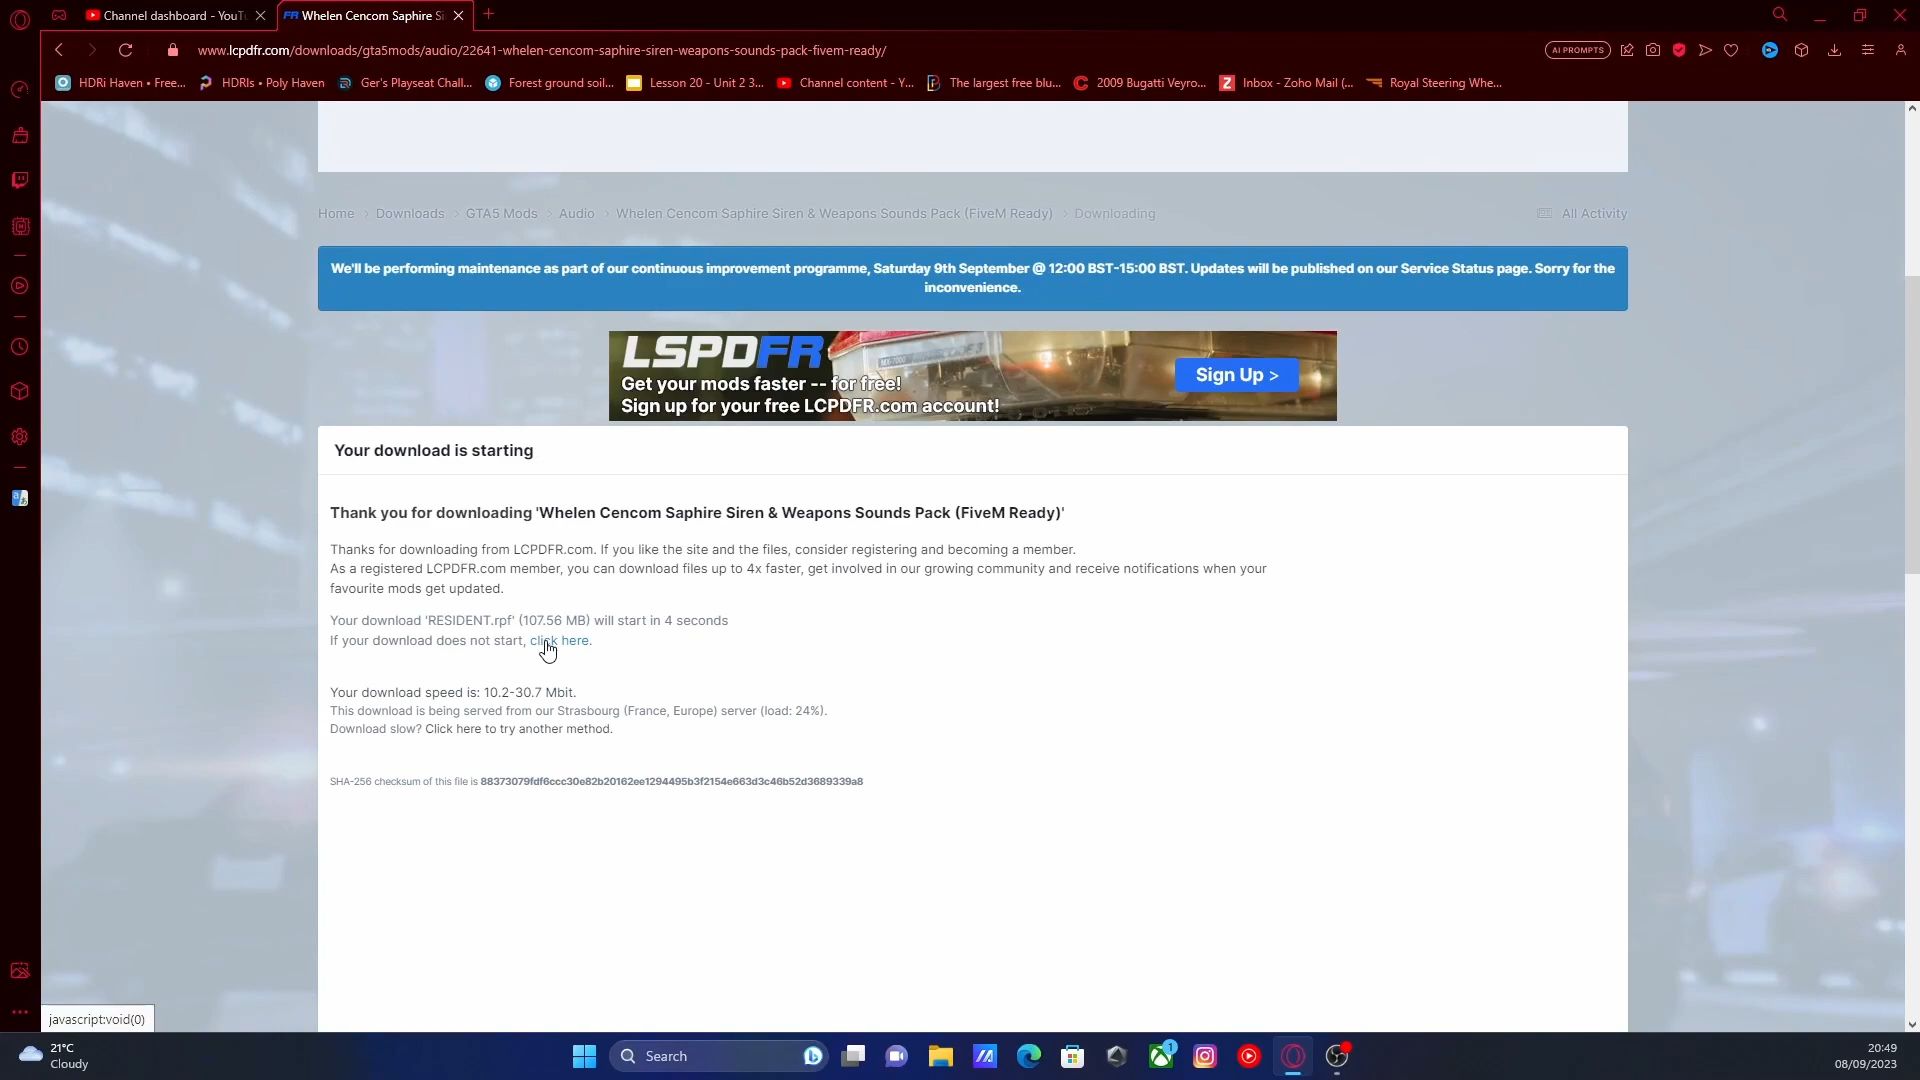 Channel dashboard - YouTu
Whelen Cencom Saphire Si
www.lcpdfr.com/downloads/gta5mods/audio/22641-whelen-cencom-saphire-siren-weapons-sounds-pack-fivem-ready/
AI PROMPTS
HDRi Haven • Free...
HDRIs • Poly Haven
Ger's Playseat Chall...
Forest ground soil...
Lesson 20 - Unit 2 3...
Channel content - Y...
The largest free blu...
2009 Bugatti Veyro...
Inbox - Zoho Mail (...
Royal Steering Whe...
Home > Downloads > GTA5 Mods > Audio > Whelen Cencom Saphire Siren & Weapons Sounds Pack (FiveM Ready) > Downloading
All Activity
We'll be performing maintenance as part of our continuous improvement programme, Saturday 9th September @ 12:00 BST-15:00 BST. Updates will be published on our Service Status page. Sorry for the
inconvenience.
LSPDFR
Get your mods faster -- for free!
Sign up for your free LCPDFR.com account!
Sign Up >
Your download is starting
Thank you for downloading 'Whelen Cencom Saphire Siren & Weapons Sounds Pack (FiveM Ready)'
Thanks for downloading from LCPDFR.com. If you like the site and the files, consider registering and becoming a member.
As a registered LCPDFR.com member, you can download files up to 4x faster, get involved in our growing community and receive notifications when your
favourite mods get updated.
Your download 'RESIDENT.rpf' (107.56 MB) will start in 4 seconds
If your download does not start, click here.
Your download speed is: 10.2-30.7 Mbit.
This download is being served from our Strasbourg (France, Europe) server (load: 24%).
Download slow? Click here to try another method.
SHA-256 checksum of this file is 88373079fdf6ccc30e82b20162ee1294495b3f2154e663d3c46b52d3689339a8
javascript:void(0)
21°C
Cloudy
Search
1
20:49
08/09/2023